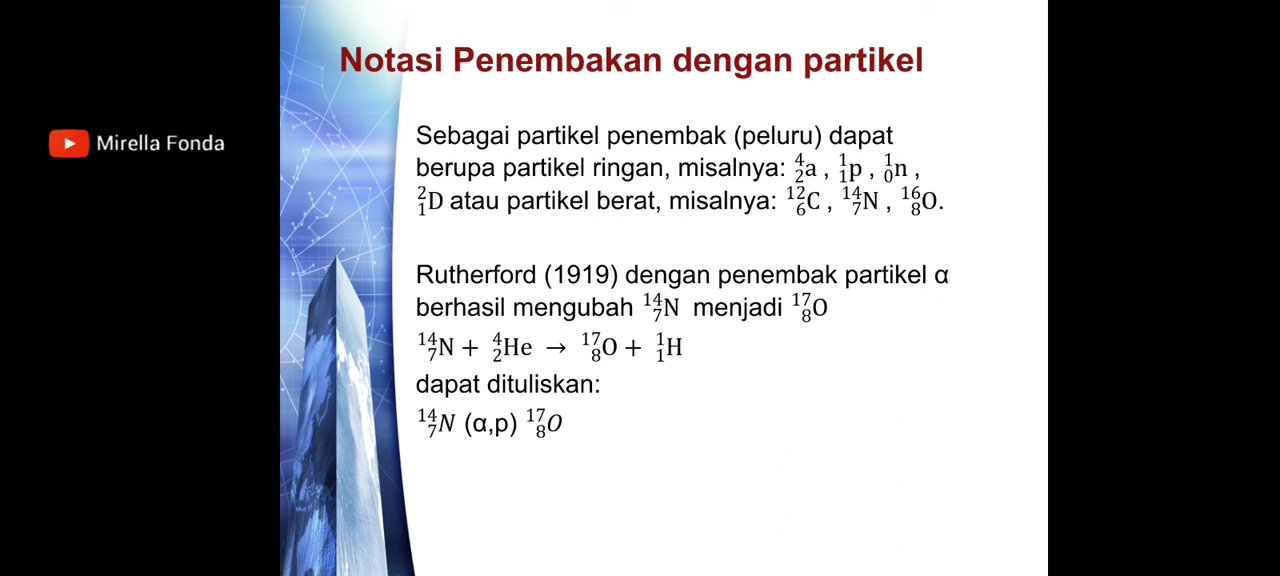 Notasi Penembakan dengan partikel
Mirella Fonda
Sebagai partikel penembak (peluru) dapat
berupa partikel ringan, misalnya: ⁴₂a , ¹₁p , ¹₀n ,
²₁D atau partikel berat, misalnya: ¹²₆C , ¹⁴₇N , ¹⁶₈O.
Rutherford (1919) dengan penembak partikel α
berhasil mengubah ¹⁴₇N menjadi ¹⁷₈O
¹⁴₇N + ⁴₂He → ¹⁷₈O + ¹₁H
dapat dituliskan:
¹⁴₇N (α,p) ¹⁷₈O